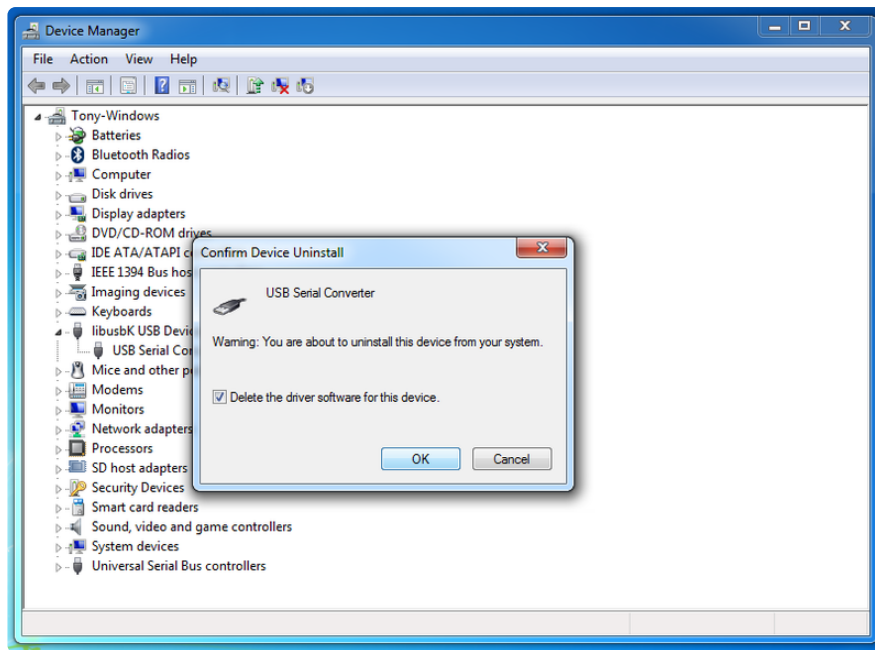 Device Manager
File Action View Help
Tony-Windows
Batteries
Bluetooth Radios
Computer
Disk drives
Display adapters
DVD/CD-ROM drives
IDE ATA/ATAPI c
IEEE 1394 Bus hos
Imaging devices
Keyboards
libusbK USB Devic
USB Serial Con
Mice and other p
Modems
Monitors
Network adapters
Processors
SD host adapters
Security Devices
Smart card readers
Sound, video and game controllers
System devices
Universal Serial Bus controllers
Confirm Device Uninstall
USB Serial Converter
Warning: You are about to uninstall this device from your system.
Delete the driver software for this device.
OK Cancel